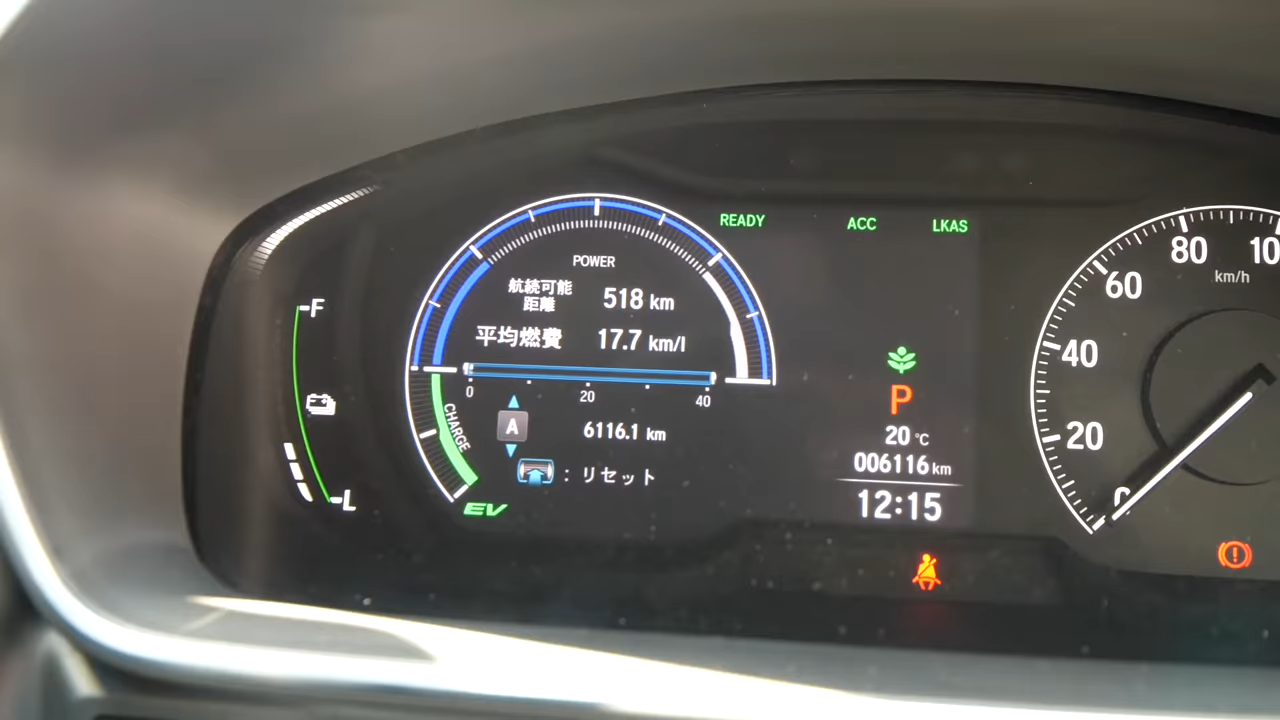 READY
ACC
LKAS
POWER
航続可能
距離
518 km
平均燃費
17.7 km/l
0
20
40
CHARGE
A
6116.1 km
: リセット
EV
F
L
P
20 ℃
006116 km
12:15
0
20
40
60
80
10
km/h